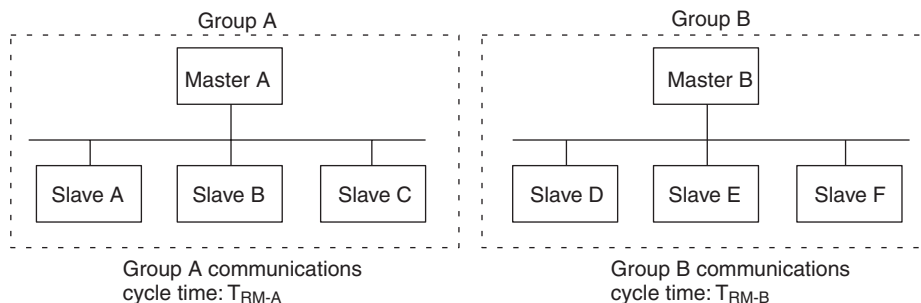 Group A
Group B
Master A
Master B
Slave A
Slave B
Slave C
Slave D
Slave E
Slave F
Group A communications
cycle time: TRM-A
Group B communications
cycle time: TRM-B